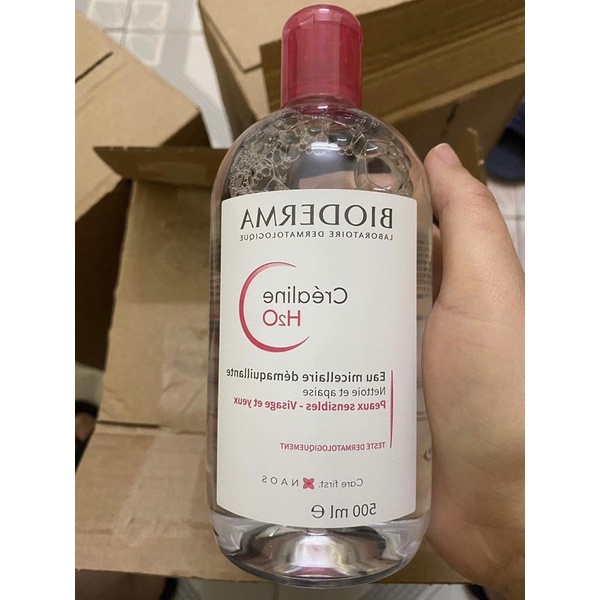 BIODERMA
LABORATOIRE DERMATOLOGIQUE
Créaline
H2O
Eau micellaire démaquillante
Nettoie et apaise
Peaux sensibles - Visage et yeux
TESTÉ DERMATOLOGIQUEMENT
Care first. NAOS
500 ml e